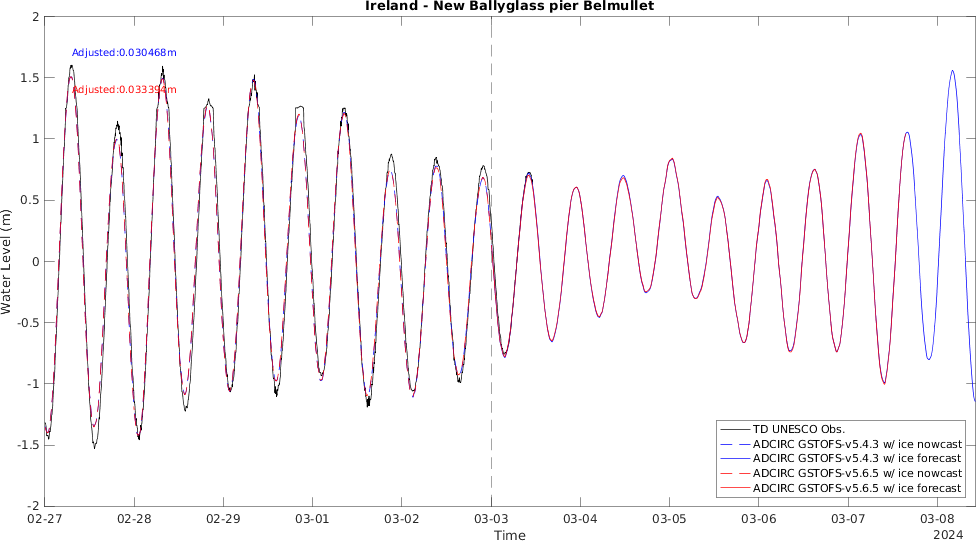 Ireland - New Ballyglass pier Belmullet
Adjusted:0.030468m
Adjusted:0.033394m
Water Level (m)
2
1.5
1
0.5
0
-0.5
-1
-1.5
-2
02-27 02-28 02-29 03-01 03-02 03-03 03-04 03-05 03-06 03-07 03-08
Time
2024
TD UNESCO Obs.
ADCIRC GSTOFS-v5.4.3 w/ ice nowcast
ADCIRC GSTOFS-v5.4.3 w/ ice forecast
ADCIRC GSTOFS-v5.6.5 w/ ice nowcast
ADCIRC GSTOFS-v5.6.5 w/ ice forecast